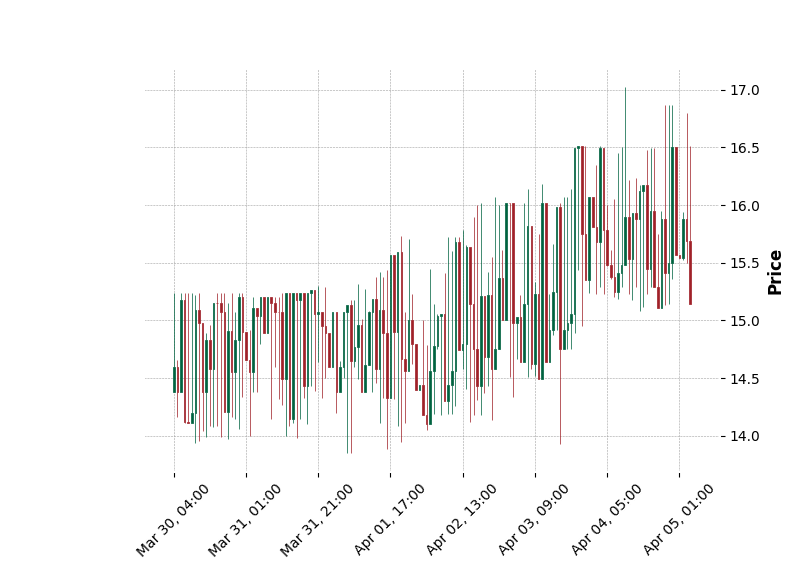 17.0
16.5
16.0
15.5
15.0
14.5
14.0
Price
Mar 30, 04:00
Mar 31, 01:00
Mar 31, 21:00
Apr 01, 17:00
Apr 02, 13:00
Apr 03, 09:00
Apr 04, 05:00
Apr 05, 01:00